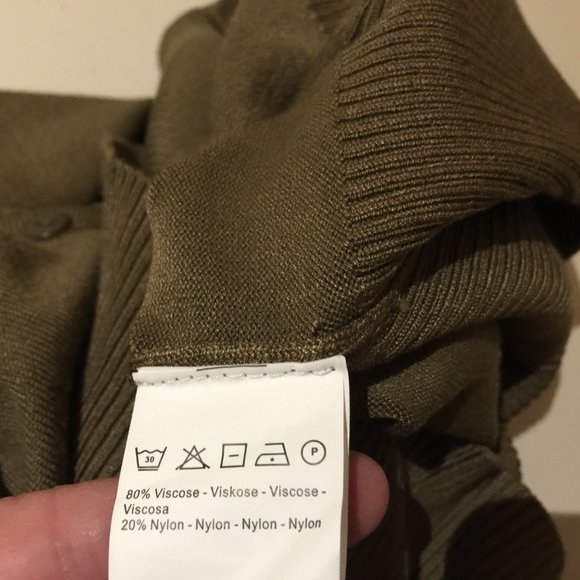 30 P
80% Viscose - Viskose - Viscose -
Viscosa
20% Nylon - Nylon - Nylon - Nylon